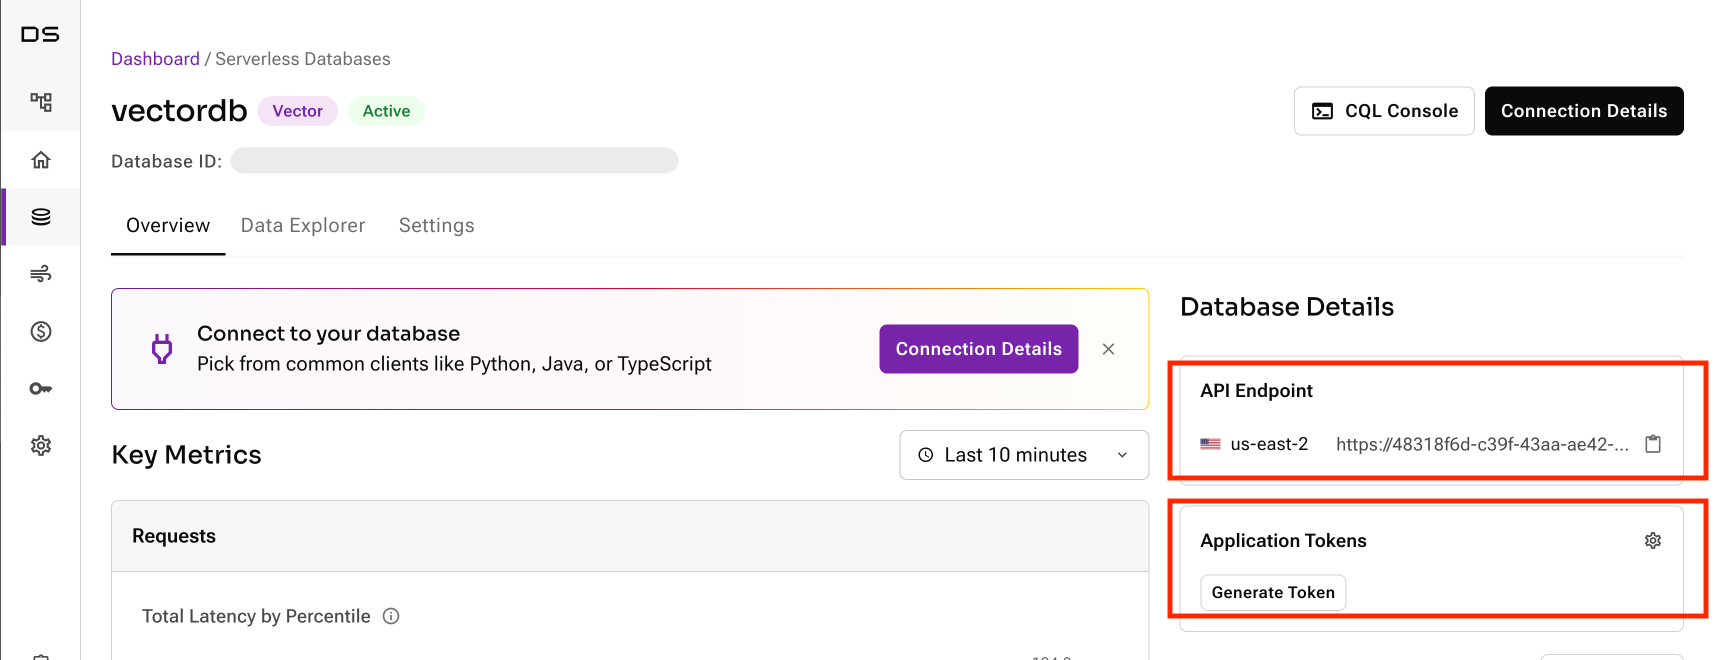 DS
Dashboard / Serverless Databases
vectordb Vector Active
CQL Console
Connection Details
Database ID:
Overview Data Explorer Settings
Connect to your database
Pick from common clients like Python, Java, or TypeScript
Connection Details
Key Metrics
Last 10 minutes
Requests
Total Latency by Percentile
Database Details
API Endpoint
us-east-2 https://48318f6d-c39f-43aa-ae42-...
Application Tokens
Generate Token